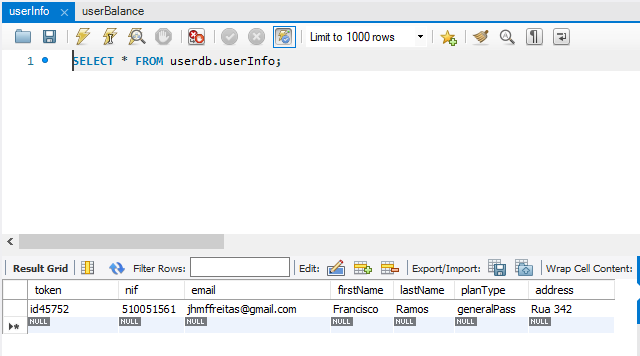 userInfo × userBalance
Limit to 1000 rows
1 SELECT * FROM userdb.userInfo;
Result Grid Filter Rows: Edit: Export/Import: Wrap Cell Content:
token nif email firstName lastName planType address
id45752 510051561 jhmffreitas@gmail.com Francisco Ramos generalPass Rua 342
NULL NULL NULL NULL NULL NULL NULL